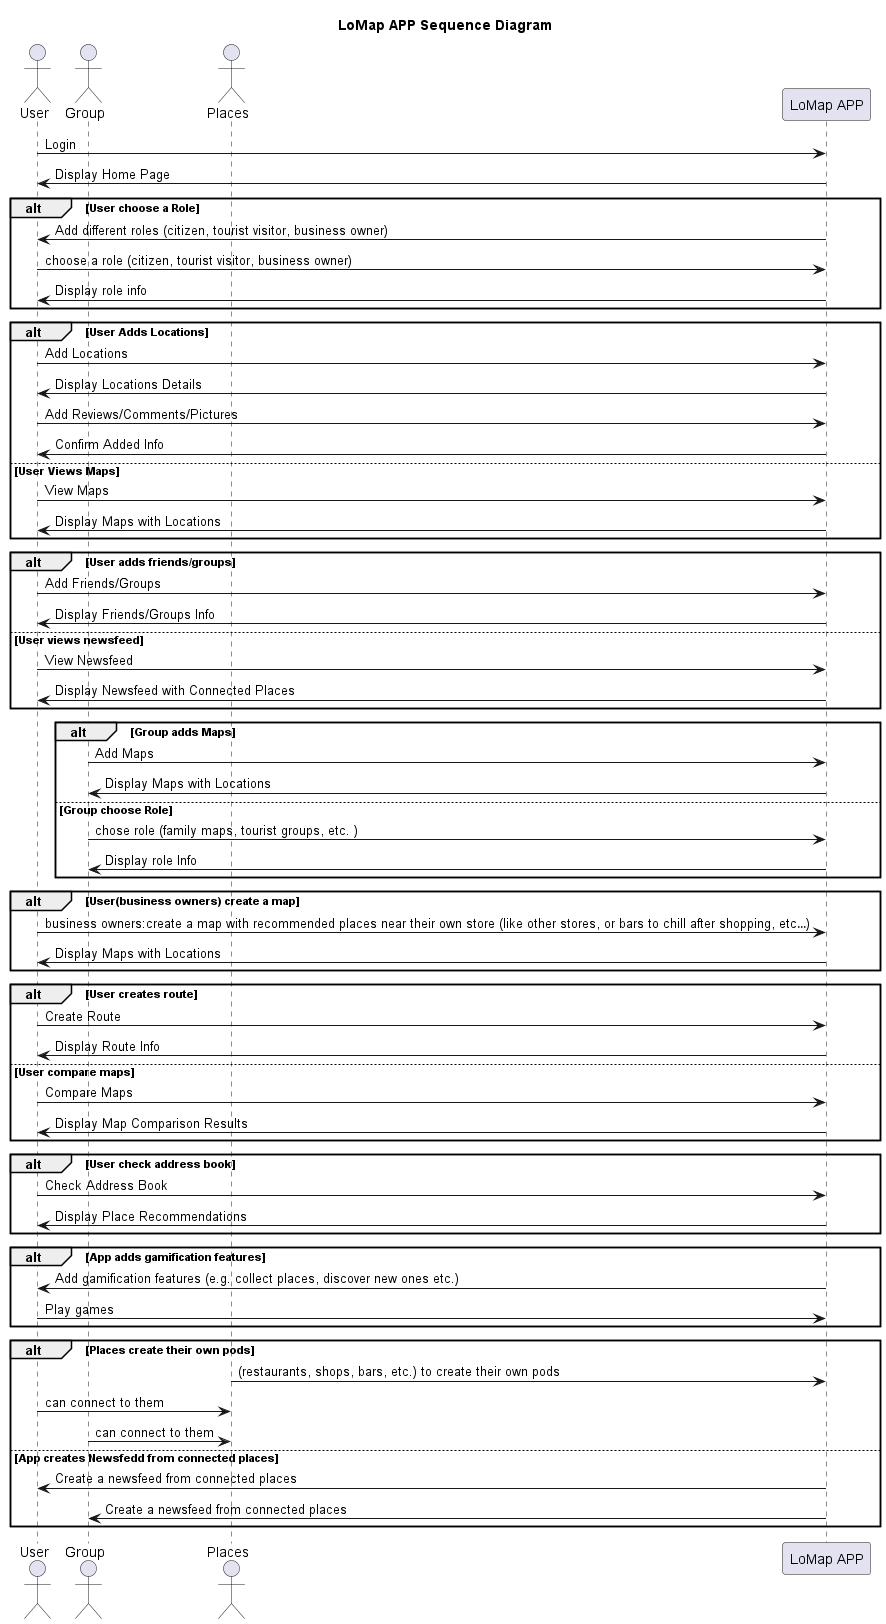 LoMap APP Sequence Diagram
User Group Places LoMap APP
Login
Display Home Page
alt [User choose a Role]
Add different roles (citizen, tourist visitor, business owner)
choose a role (citizen, tourist visitor, business owner)
Display role info
alt [User Adds Locations]
Add Locations
Display Locations Details
Add Reviews/Comments/Pictures
Confirm Added Info
[User Views Maps]
View Maps
Display Maps with Locations
alt [User adds friends/groups]
Add Friends/Groups
Display Friends/Groups Info
[User views newsfeed]
View Newsfeed
Display Newsfeed with Connected Places
alt [Group adds Maps]
Add Maps
Display Maps with Locations
[Group choose Role]
chose role (family maps, tourist groups, etc. )
Display role Info
alt [User(business owners) create a map]
business owners:create a map with recommended places near their own store (like other stores, or bars to chill after shopping, etc...)
Display Maps with Locations
alt [User creates route]
Create Route
Display Route Info
[User compare maps]
Compare Maps
Display Map Comparison Results
alt [User check address book]
Check Address Book
Display Place Recommendations
alt [App adds gamification features]
Add gamification features (e.g. collect places, discover new ones etc.)
Play games
alt [Places create their own pods]
(restaurants, shops, bars, etc.) to create their own pods
can connect to them
can connect to them
[App creates Newsfedd from connected places]
Create a newsfeed from connected places
Create a newsfeed from connected places
User Group Places LoMap APP